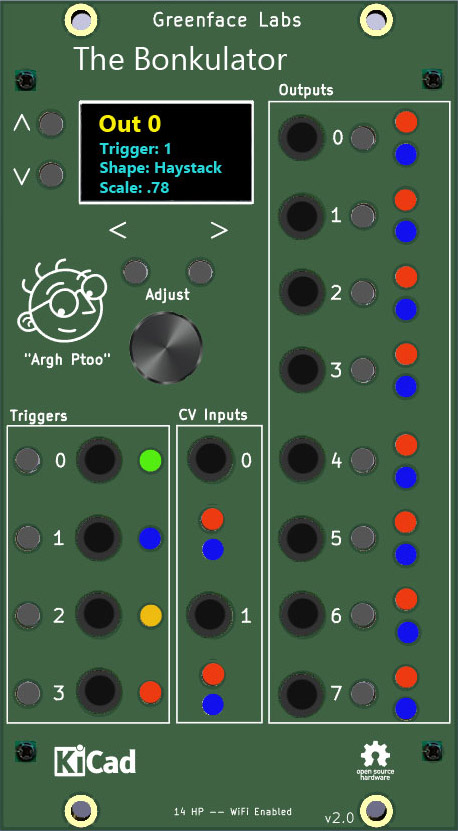 Greenface Labs
The Bonkulator
Outputs
Out 0
Trigger: 1
Shape: Haystack
Scale: .78
< >
Adjust
"Argh Ptoo"
Triggers
CV Inputs
0
1
2
3
0
1
0
1
2
3
4
5
6
7
KiCad
open source
hardware
14 HP -- WiFi Enabled
v2.0